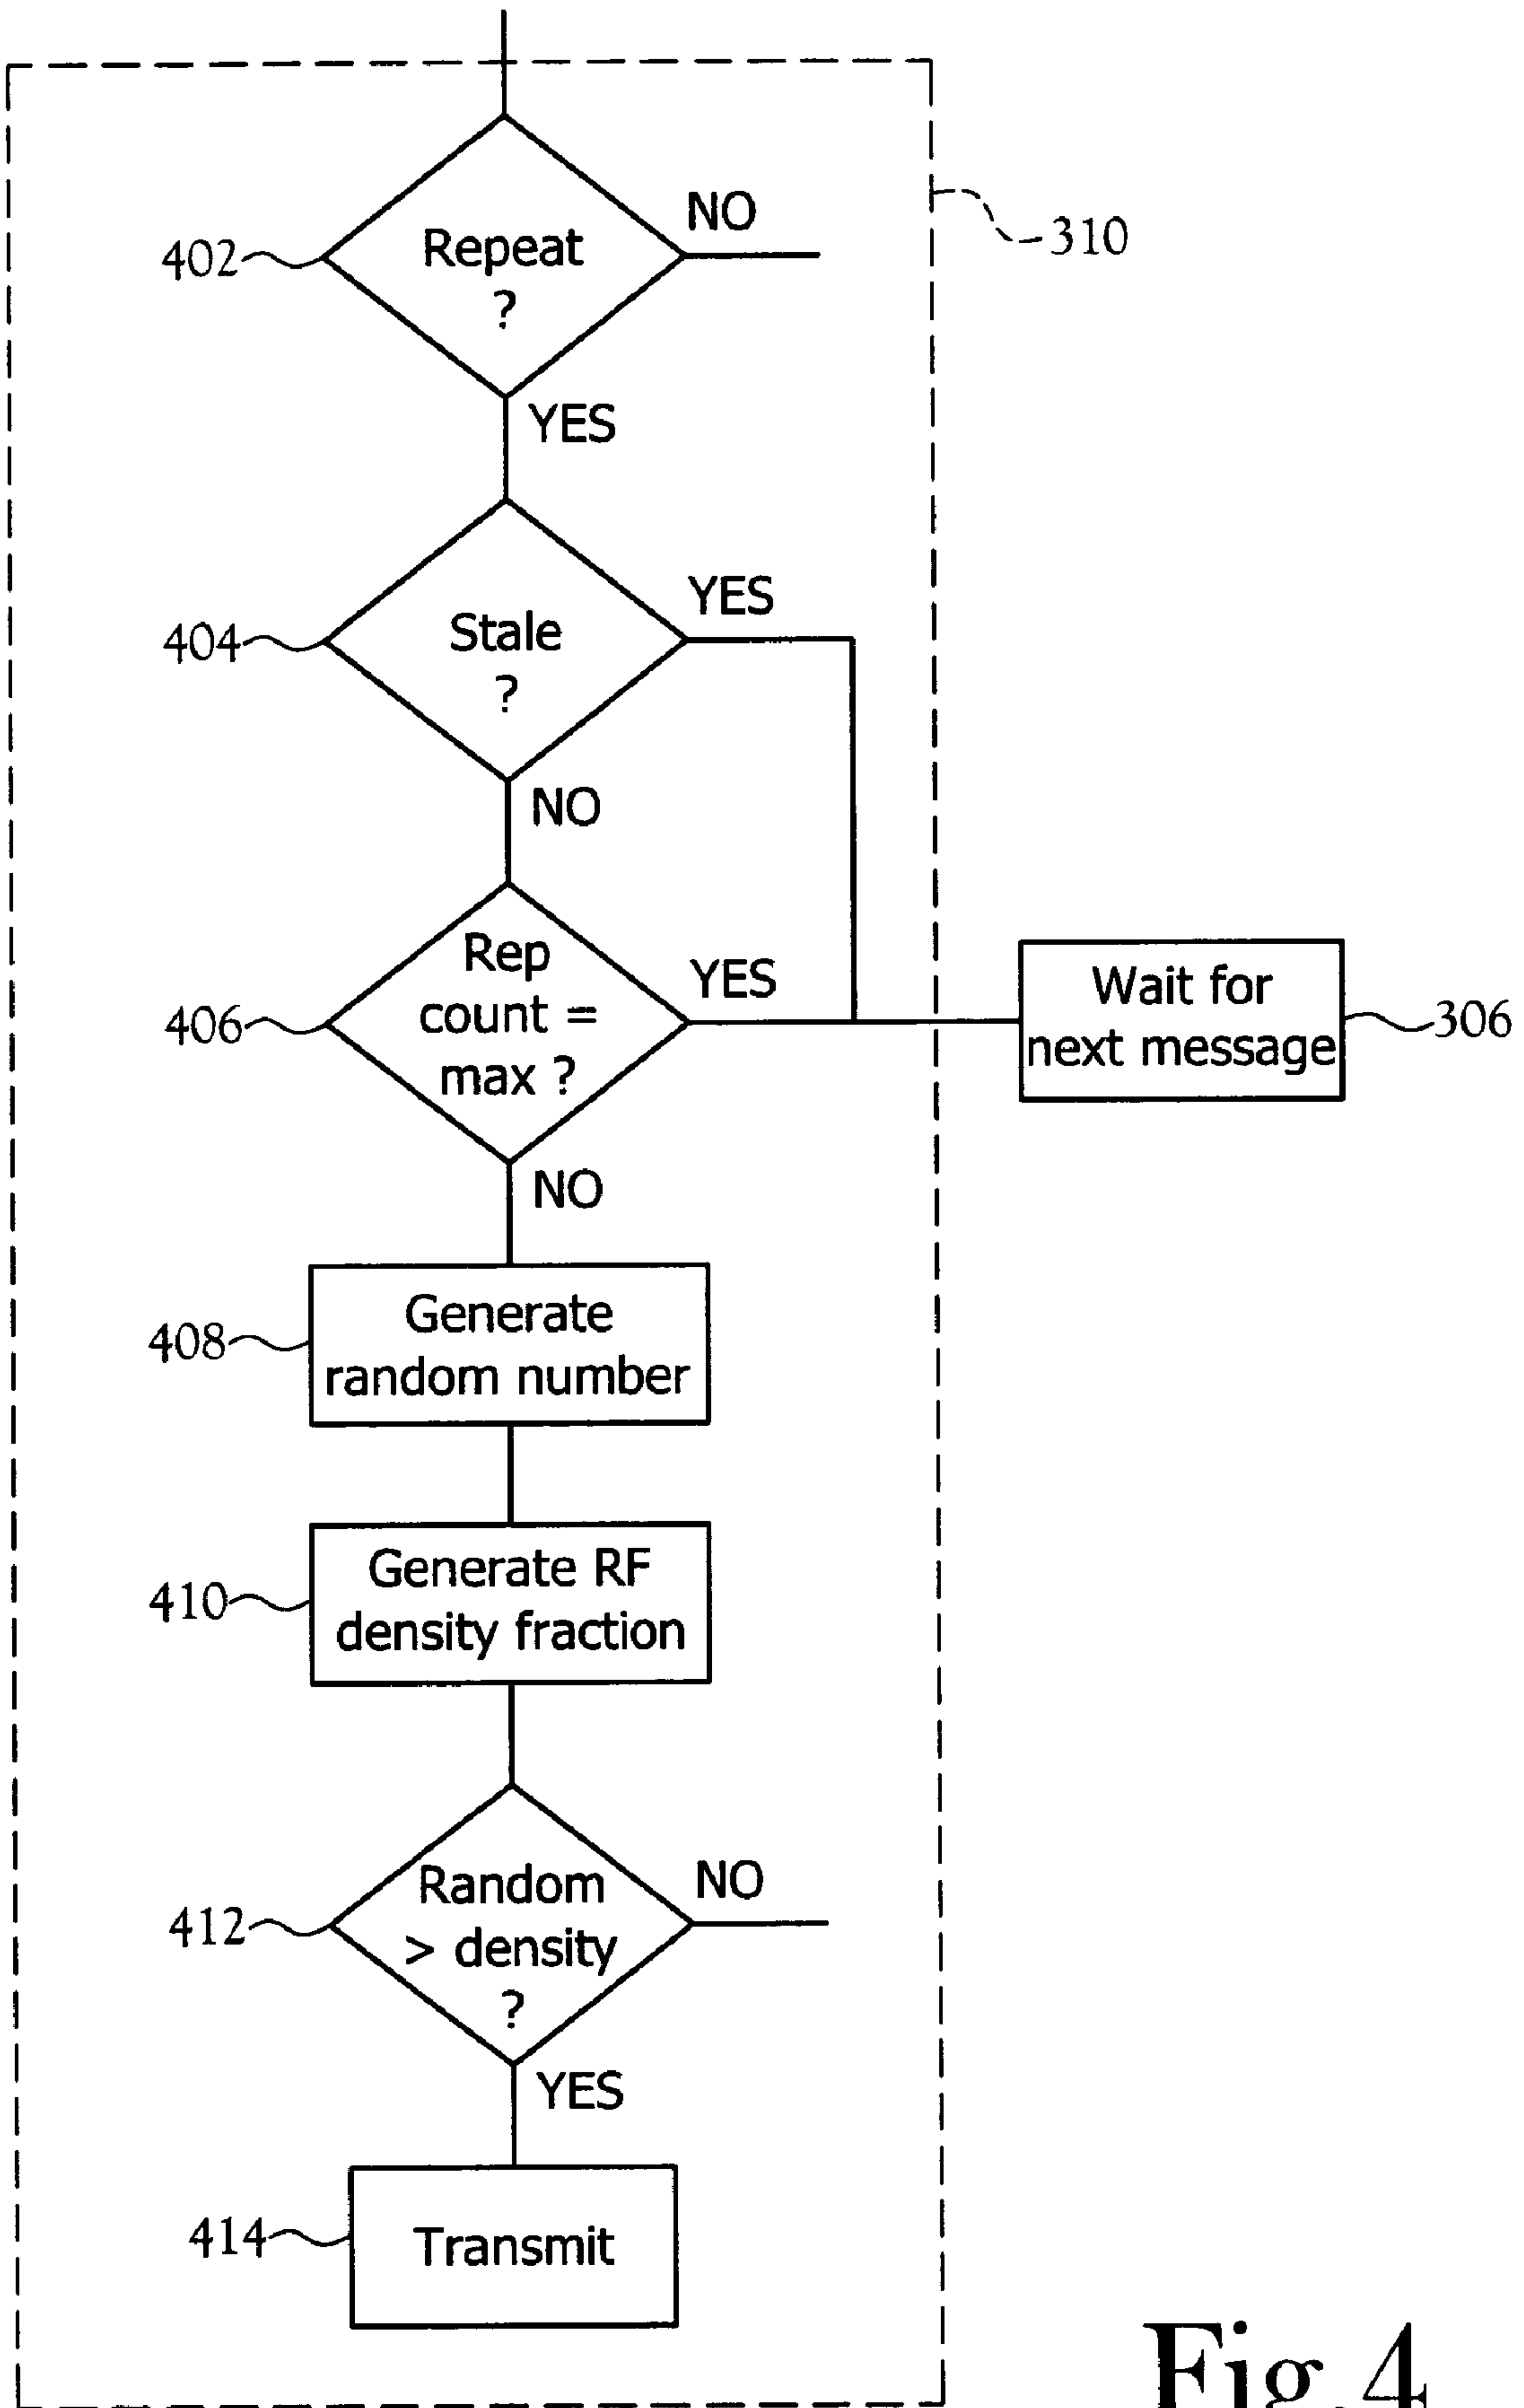 NO
310
402
Repeat
?
YES
YES
404
Stale
?
NO
Rep
YES
406
count =
max ?
Wait for
next message
306
NO
Generate
408
random number
Generate RF
410
density fraction
NO
Random
412
> density
?
YES
414
Transmit
Fig.4